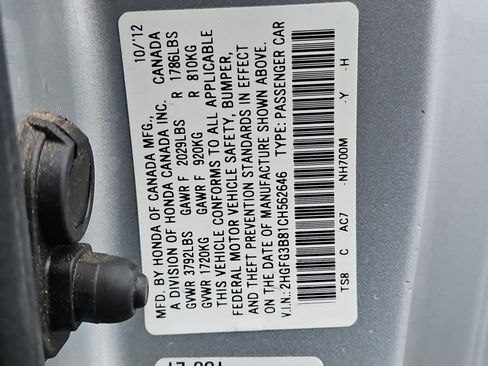 MFD. BY HONDA OF CANADA MFG., 10/'12
A DIVISION OF HONDA CANADA INC. CANADA
GVWR 3792LBS GAWR F 2029LBS R 1786LBS
GVWR 1720KG GAWR F 920KG R 810KG
THIS VEHICLE CONFORMS TO ALL APPLICABLE
FEDERAL MOTOR VEHICLE SAFETY, BUMPER,
AND THEFT PREVENTION STANDARDS IN EFFECT
ON THE DATE OF MANUFACTURE SHOWN ABOVE.
V.I.N.: 2HGFG3B81CH562646 TYPE: PASSENGER CAR
TS8 C AC7 -NH700M -Y -H